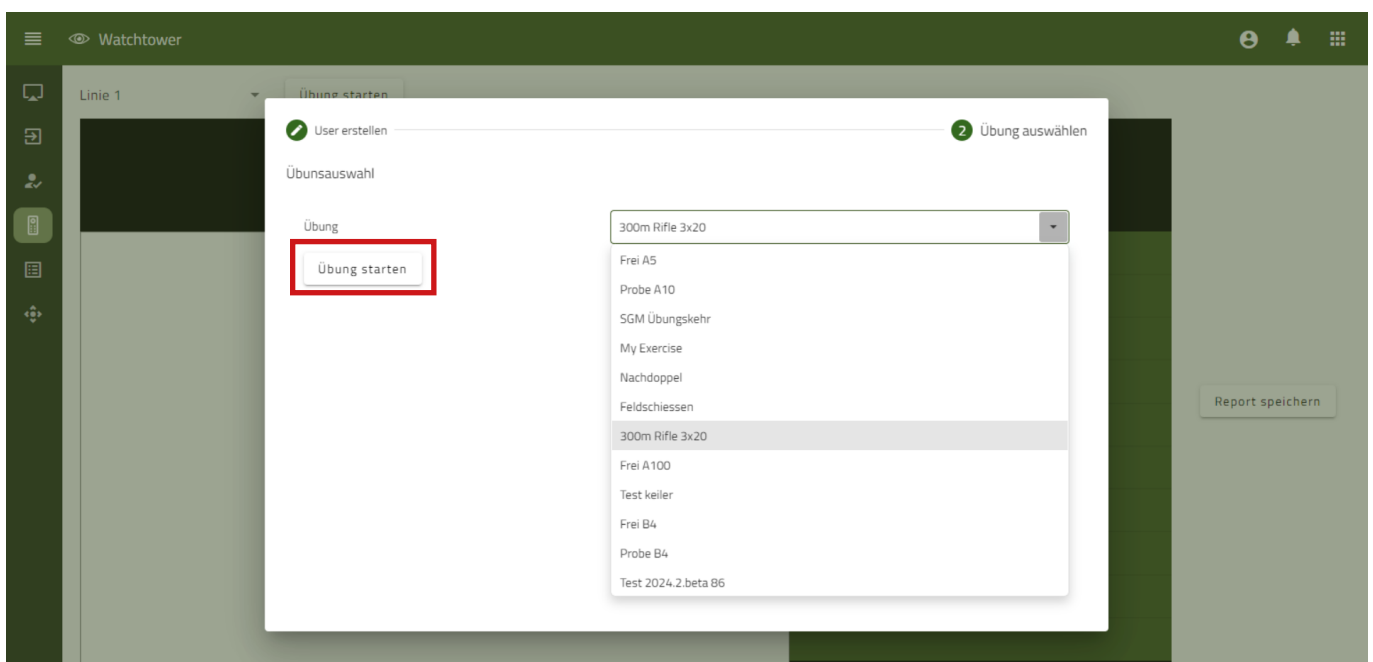 Watchtower
Linie 1
Übung starten
User erstellen
2 Übung auswählen
Übunsauswahl
Übung
300m Rifle 3x20
Übung starten
Frei A5
Probe A10
SGM Übungskehr
My Exercise
Nachdoppel
Feldschiessen
300m Rifle 3x20
Frei A100
Test keiler
Frei B4
Probe B4
Test 2024.2.beta 86
Report speichern